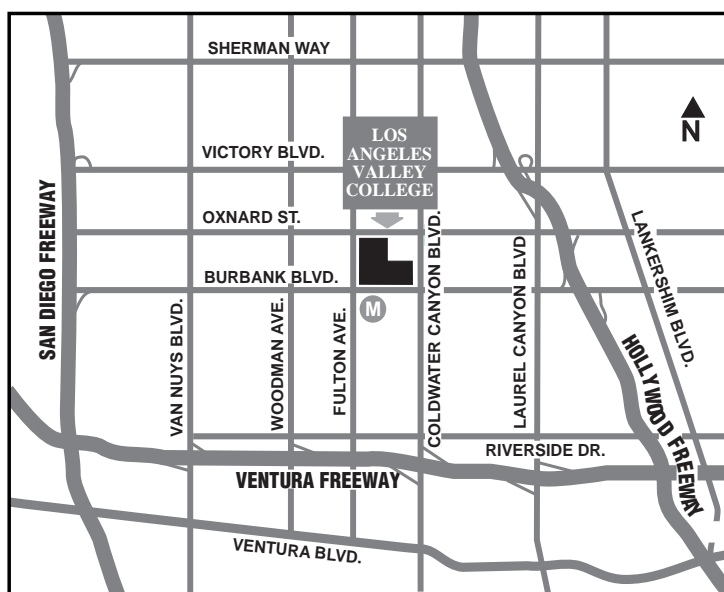 SHERMAN WAY
N
LOS
ANGELES
VALLEY
COLLEGE
VICTORY BLVD.
OXNARD ST.
BURBANK BLVD.
M
SAN DIEGO FREEWAY
VAN NUYS BLVD.
WOODMAN AVE.
FULTON AVE.
COLDWATER CANYON BLVD.
LAUREL CANYON BLVD
LANKERSHIM BLVD.
HOLLYWOOD FREEWAY
RIVERSIDE DR.
VENTURA FREEWAY
VENTURA BLVD.